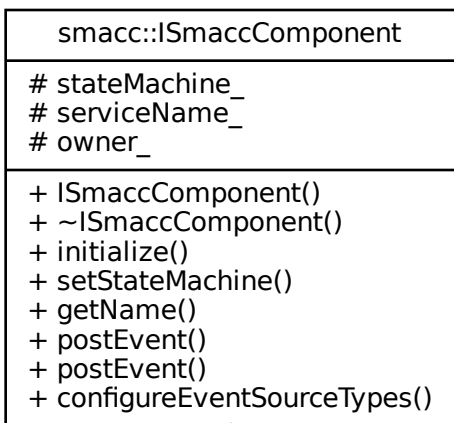 smacc::ISmaccComponent
# stateMachine_
# serviceName_
# owner_
+ ISmaccComponent()
+ ~ISmaccComponent()
+ initialize()
+ setStateMachine()
+ getName()
+ postEvent()
+ postEvent()
+ configureEventSourceTypes()